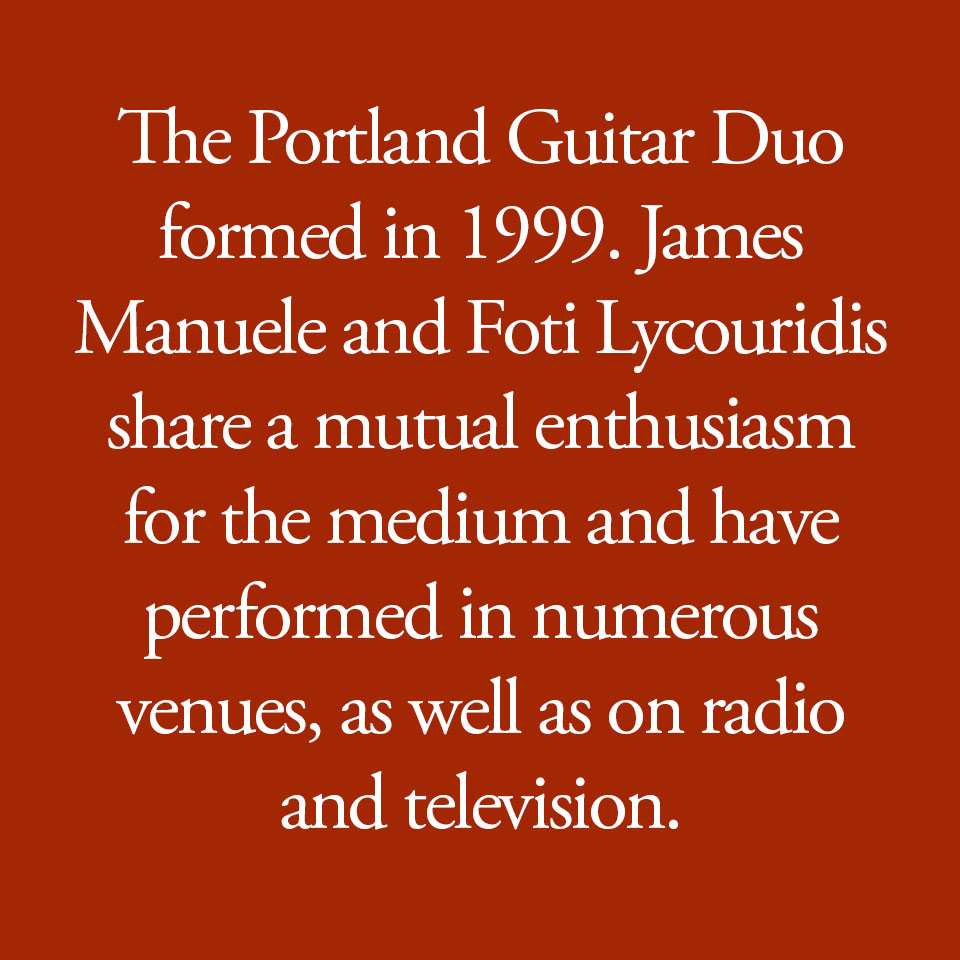 The Portland Guitar Duo
formed in 1999. James
Manuele and Foti Lycouridis
share a mutual enthusiasm
for the medium and have
performed in numerous
venues, as well as on radio
and television.